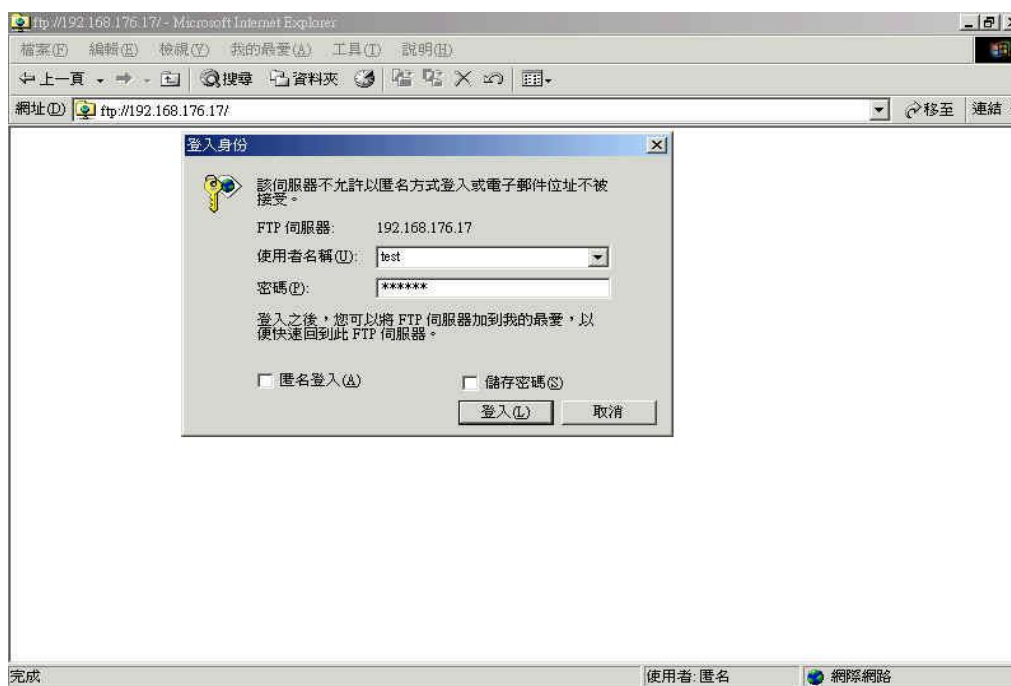 ftp://192.168.176.17/ - Microsoft Internet Explorer
檔案(F) 編輯(E) 檢視(V) 我的最愛(A) 工具(T) 說明(H)
上一頁 搜尋 資料夾
網址(D) ftp://192.168.176.17/ 移至 連結
登入身份
該伺服器不允許以匿名方式登入或電子郵件位址不被
接受。
FTP 伺服器: 192.168.176.17
使用者名稱(U): test
密碼(P): ******
登入之後，您可以將 FTP 伺服器加到我的最愛，以
便快速回到此 FTP 伺服器。
匿名登入(A) 儲存密碼(S)
登入(L) 取消
完成 使用者: 匿名 網際網路